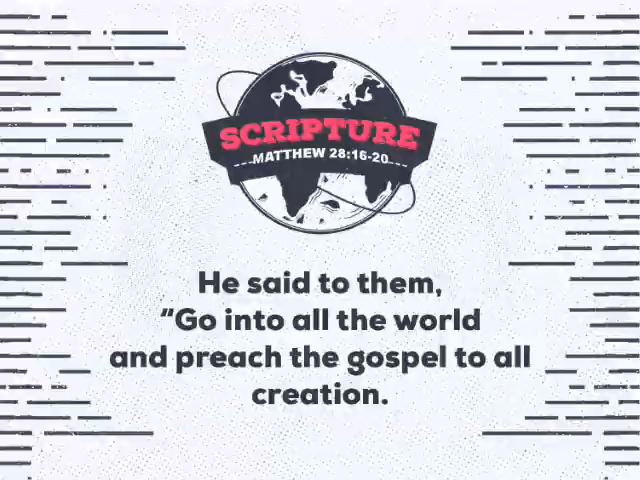 SCRIPTURE
MATTHEW 28:16-20
He said to them,
“Go into all the world
and preach the gospel to all
creation.